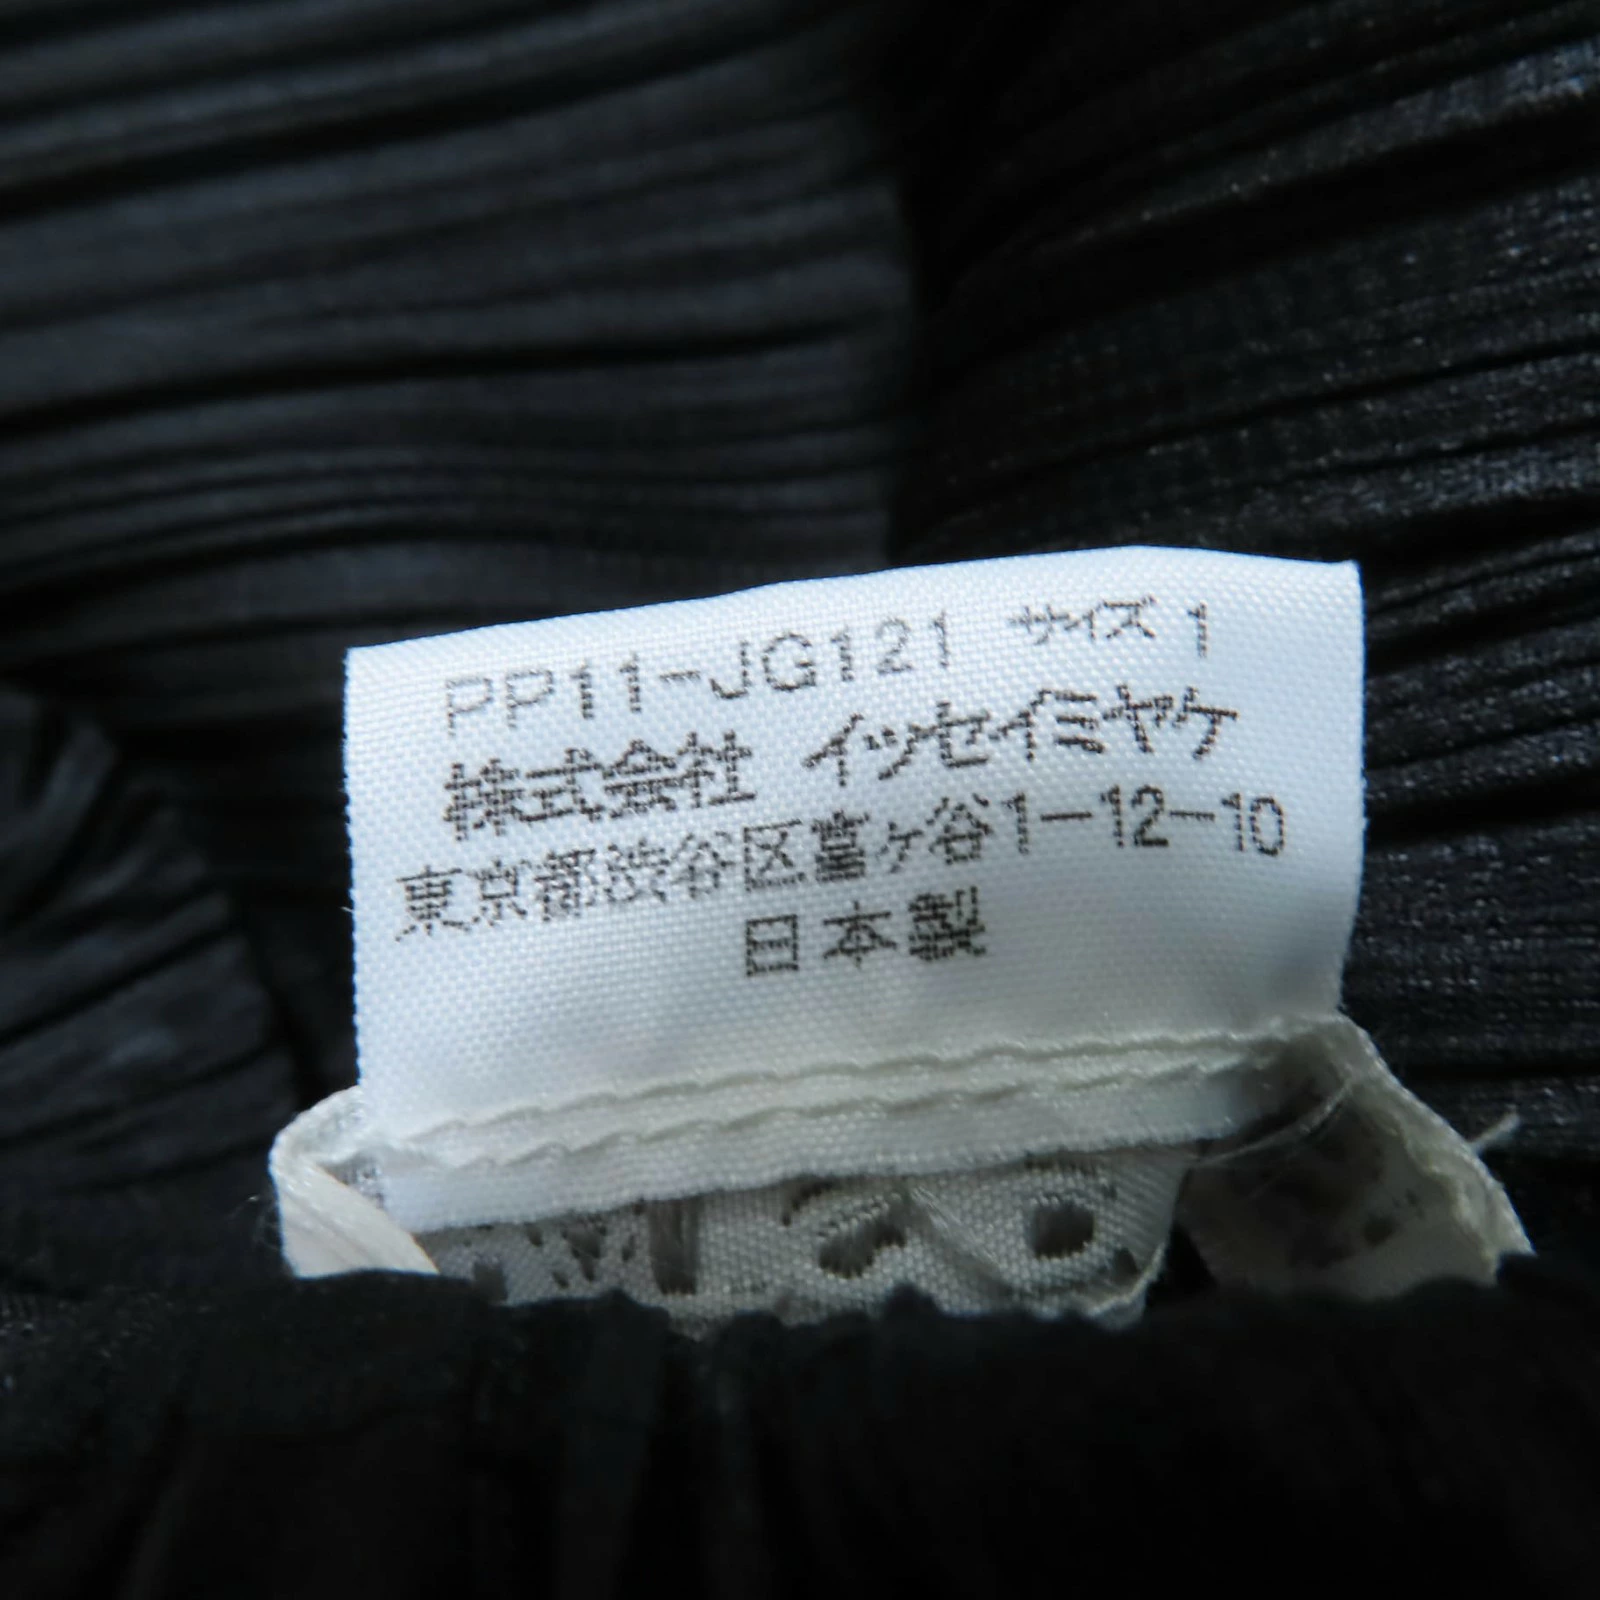 PP11-JG121 サイズ 1
株式会社 イッセイミヤケ
東京都渋谷区富ヶ谷1-12-10
日本製